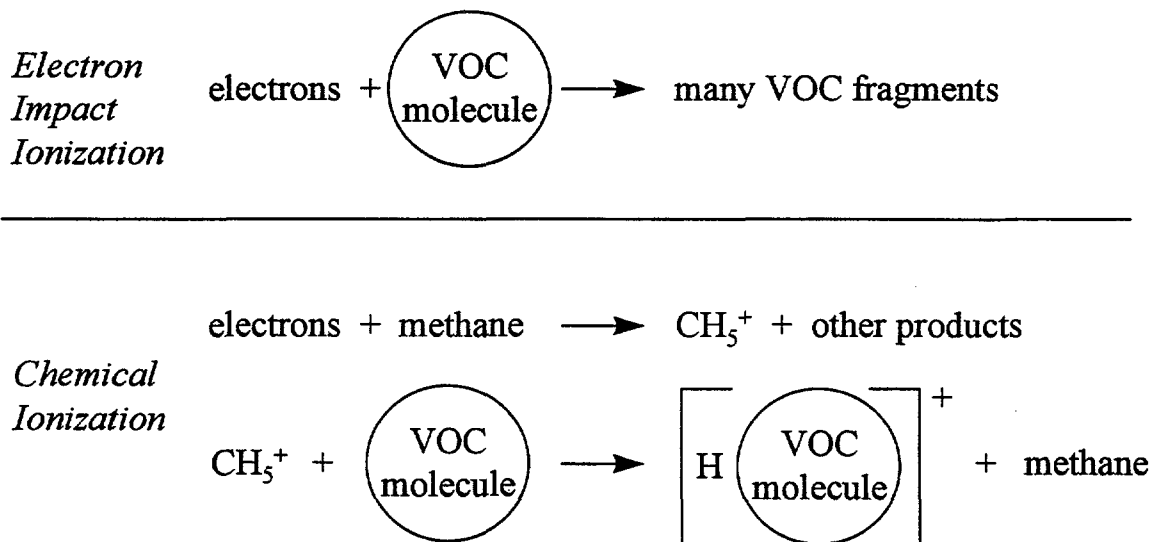 Electron
Impact
Ionization
electrons + VOC molecule → many VOC fragments
Chemical
Ionization
electrons + methane → CH₅⁺ + other products
CH₅⁺ + VOC molecule → [H VOC molecule]⁺ + methane